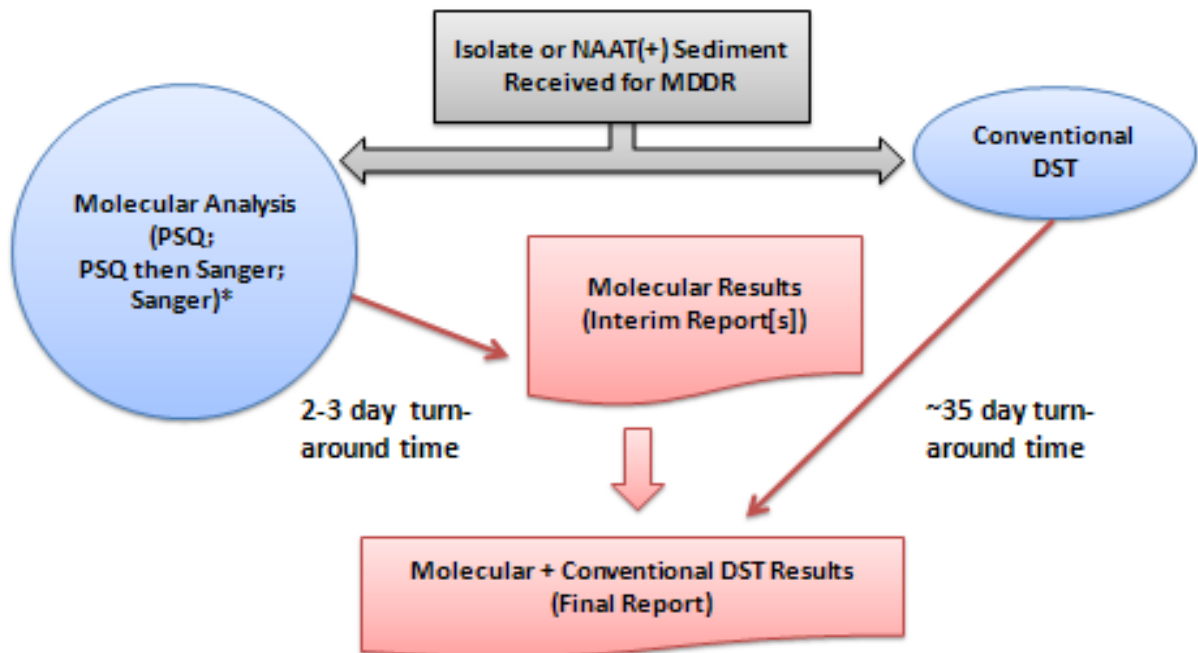 Isolate or NAAT(+) Sediment
Received for MDDR
Molecular Analysis
(PSQ;
PSQ then Sanger;
Sanger)*
Conventional
DST
Molecular Results
(Interim Report[s])
2-3 day turn-
around time
~35 day turn-
around time
Molecular + Conventional DST Results
(Final Report)